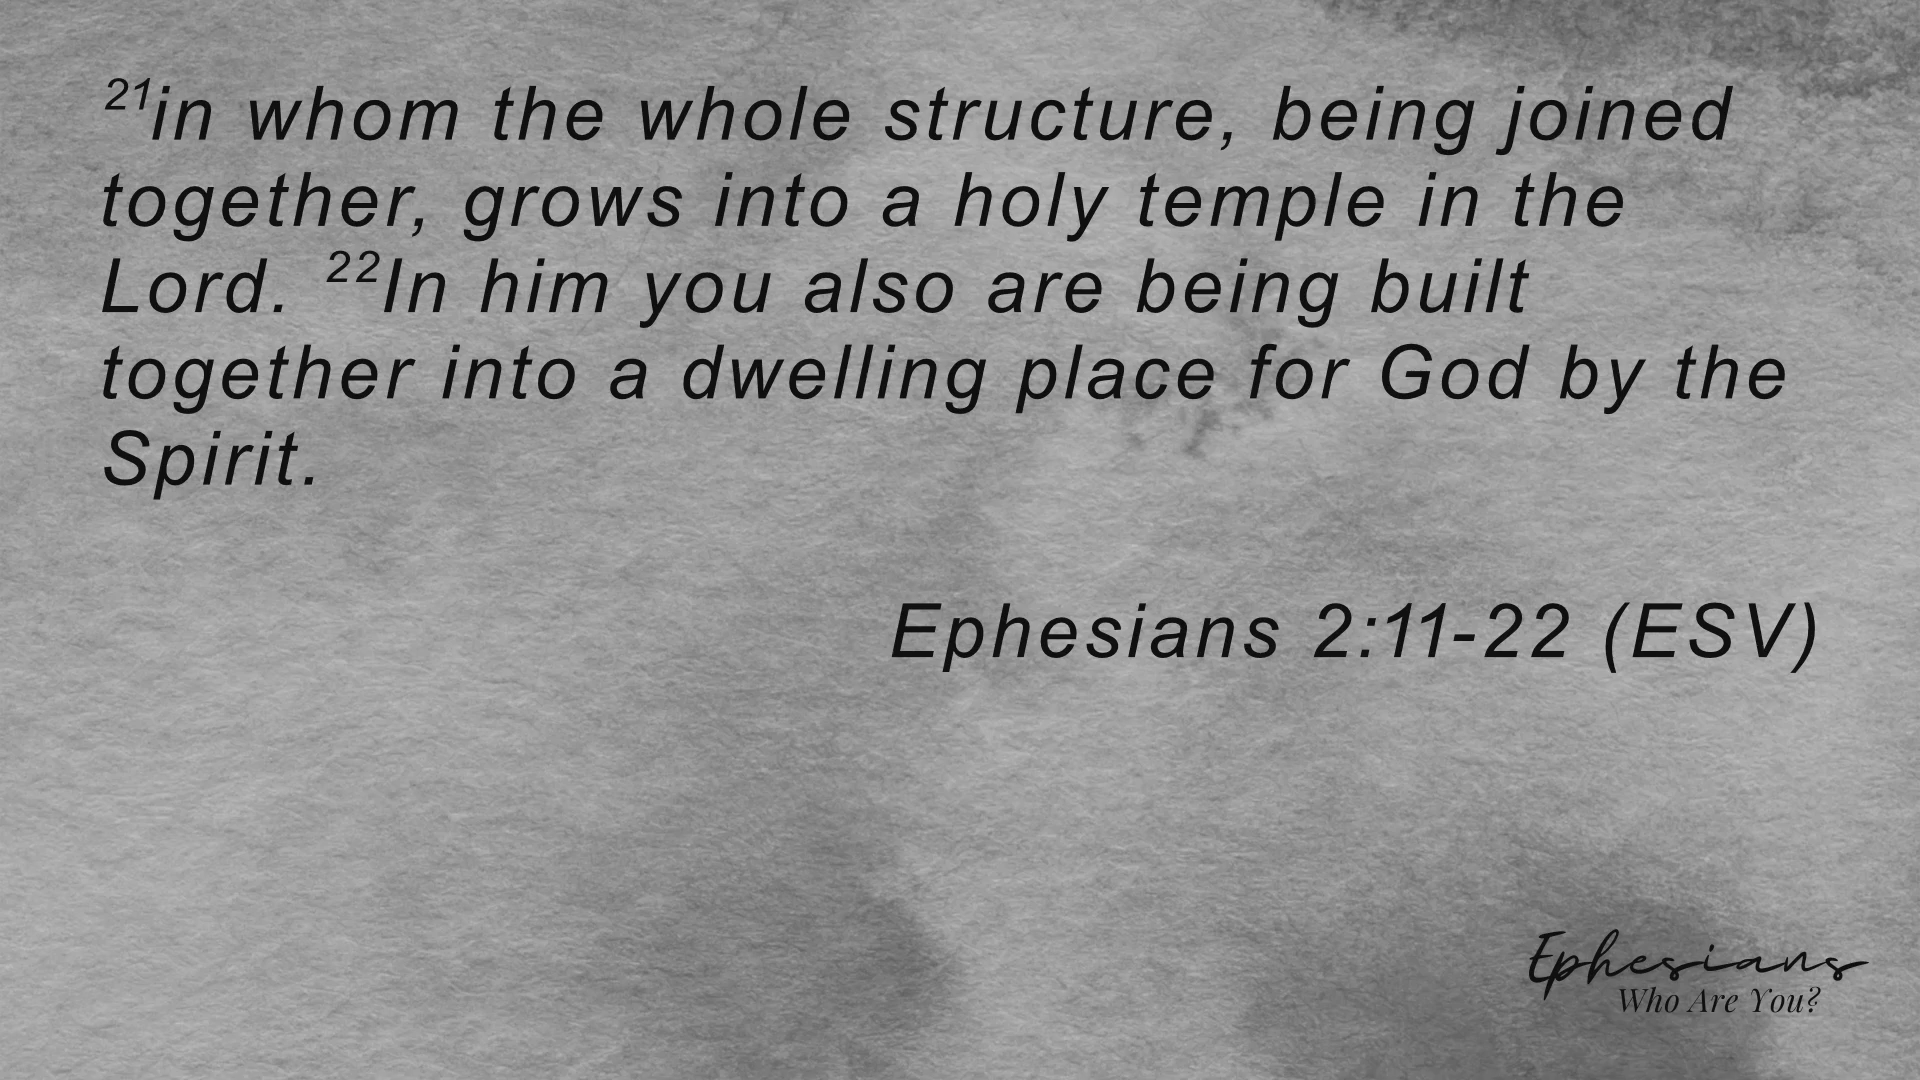 21in whom the whole structure, being joined
together, grows into a holy temple in the
Lord. 22In him you also are being built
together into a dwelling place for God by the
Spirit.
Ephesians 2:11-22 (ESV)
Ephesians
Who Are You?